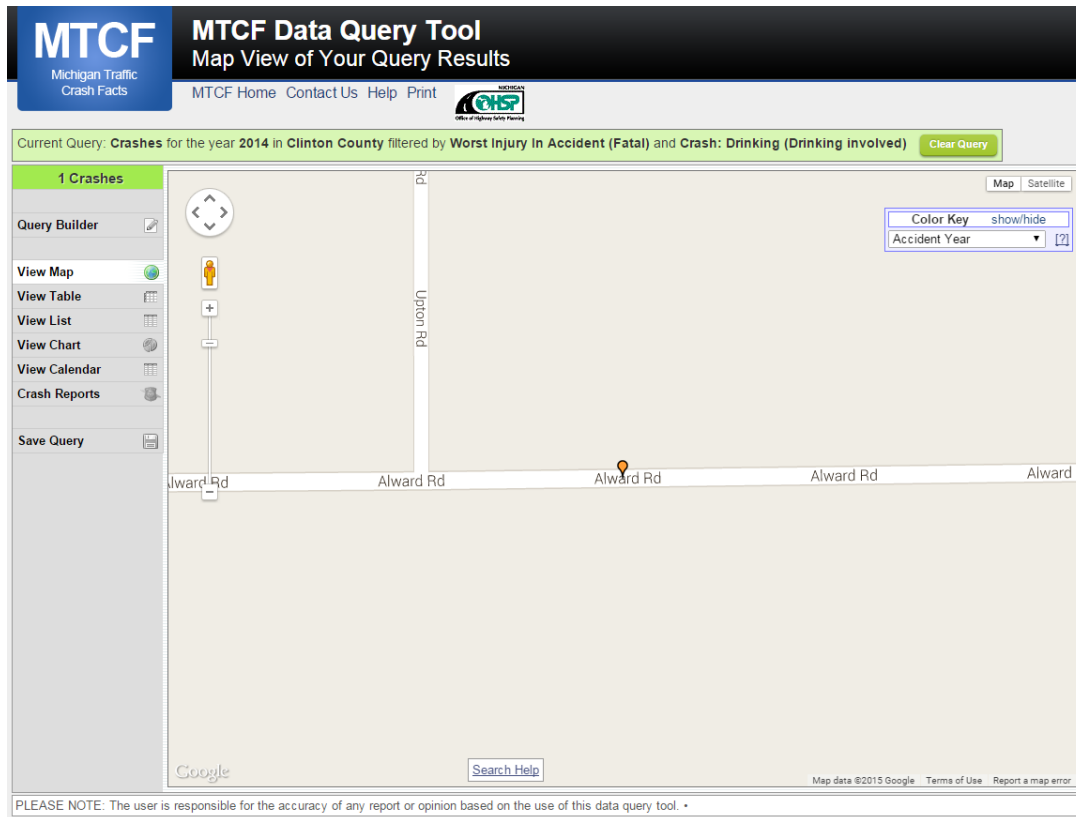 MTCF
Michigan Traffic
Crash Facts
MTCF Data Query Tool
Map View of Your Query Results
MTCF Home Contact Us Help Print
MICHIGAN
OHSP
Office of Highway Safety Planning
Current Query: Crashes for the year 2014 in Clinton County filtered by Worst Injury In Accident (Fatal) and Crash: Drinking (Drinking involved) Clear Query
1 Crashes
Query Builder
View Map
View Table
View List
View Chart
View Calendar
Crash Reports
Save Query
Rd
Map Satellite
Color Key show/hide
Accident Year [?]
Upton Rd
Alward Rd Alward Rd Alward Rd Alward Rd Alward
Google
Search Help
Map data ©2015 Google Terms of Use Report a map error
PLEASE NOTE: The user is responsible for the accuracy of any report or opinion based on the use of this data query tool. •